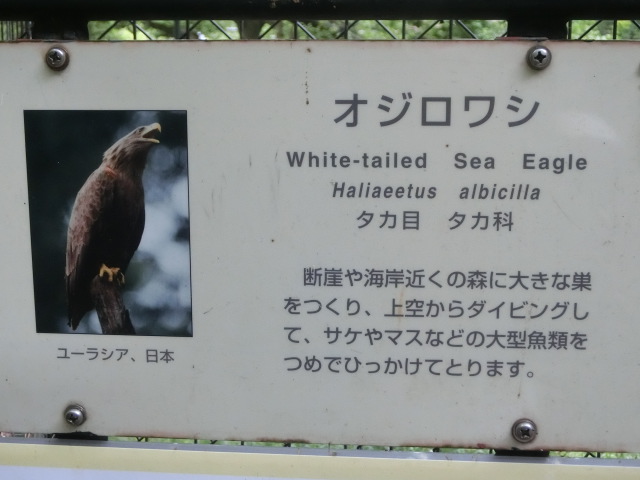 オジロワシ
White-tailed Sea Eagle
Haliaeetus albicilla
タカ目 タカ科
断崖や海岸近くの森に大きな巣
をつくり、上空からダイビングし
て、サケやマスなどの大型魚類を
つめでひっかけてとります。
ユーラシア、日本